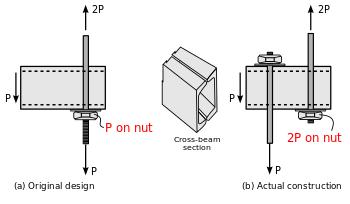 2P
2P
P
P
P on nut
2P on nut
Cross-beam
section
P
P
(a) Original design
(b) Actual construction